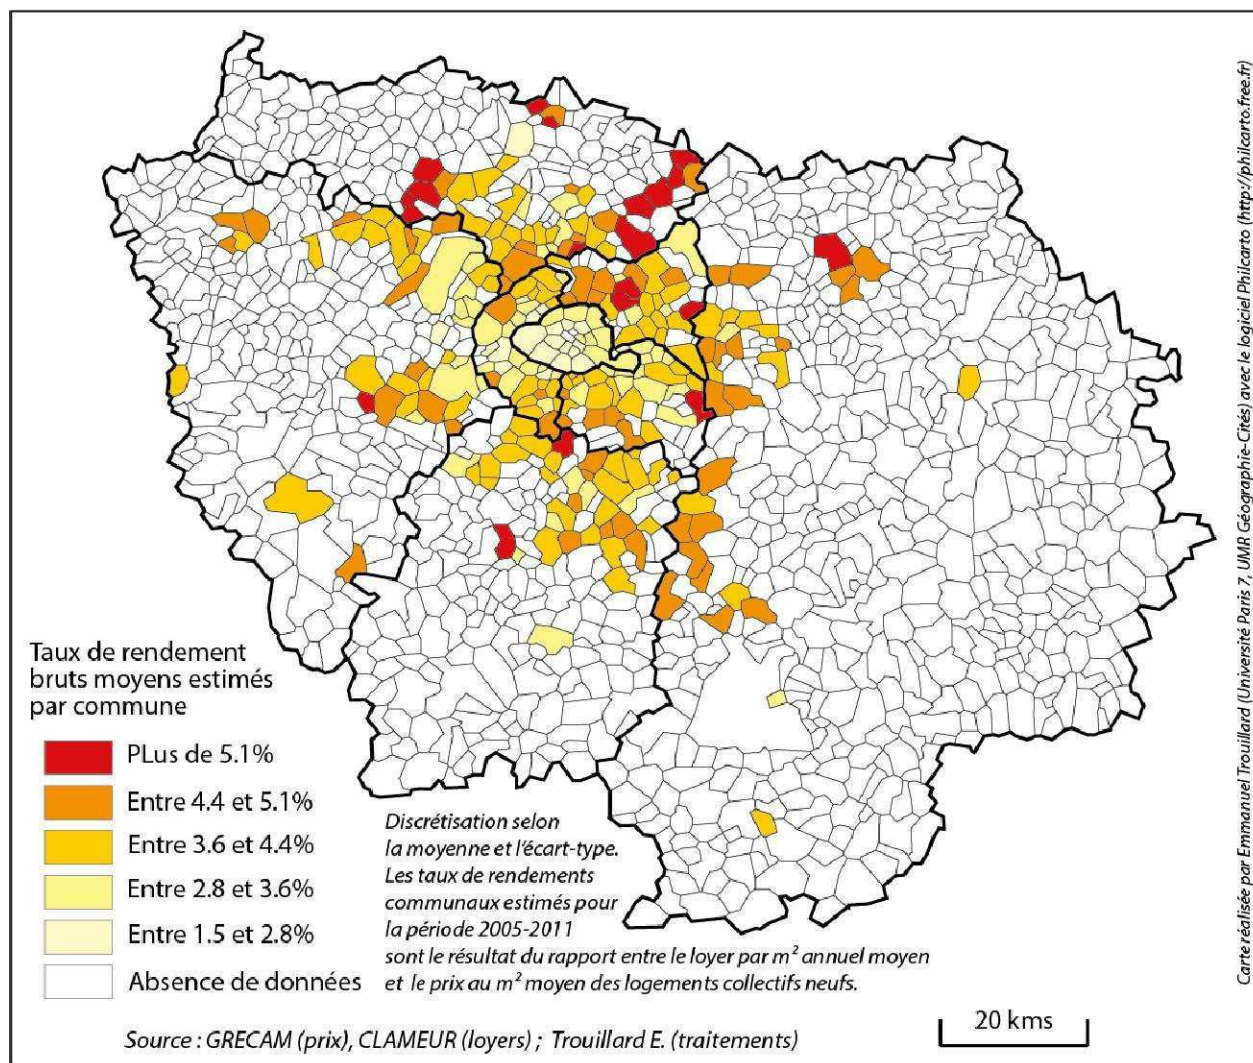 Taux de rendement
bruts moyens estimés
par commune
PLus de 5.1%
Entre 4.4 et 5.1%
Entre 3.6 et 4.4%
Entre 2.8 et 3.6%
Entre 1.5 et 2.8%
Absence de données
Discrétisation selon
la moyenne et l'écart-type.
Les taux de rendements
communaux estimés pour
la période 2005-2011
sont le résultat du rapport entre le loyer par m² annuel moyen
et le prix au m² moyen des logements collectifs neufs.
Source : GRECAM (prix), CLAMEUR (loyers) ; Trouillard E. (traitements)
20 kms
Carte réalisée par Emmanuel Trouillard (Université Paris 7, UMR Géographie-Cités) avec le logiciel Philcarto (http://philcarto.free.fr)